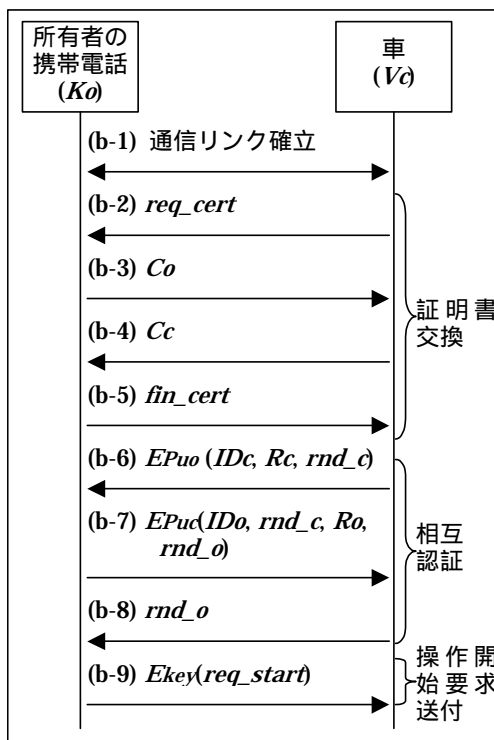 所有者の
携帯電話
(Ko)
車
(Vc)
(b-1) 通信リンク確立
(b-2) req_cert
(b-3) Co
(b-4) Cc
(b-5) fin_cert
証明書
交換
(b-6) EPuo (IDc, Rc, rnd_c)
(b-7) EPuc(IDo, rnd_c, Ro,
rnd_o)
(b-8) rnd_o
相互
認証
(b-9) Ekey(req_start)
操作開
始要求
送付